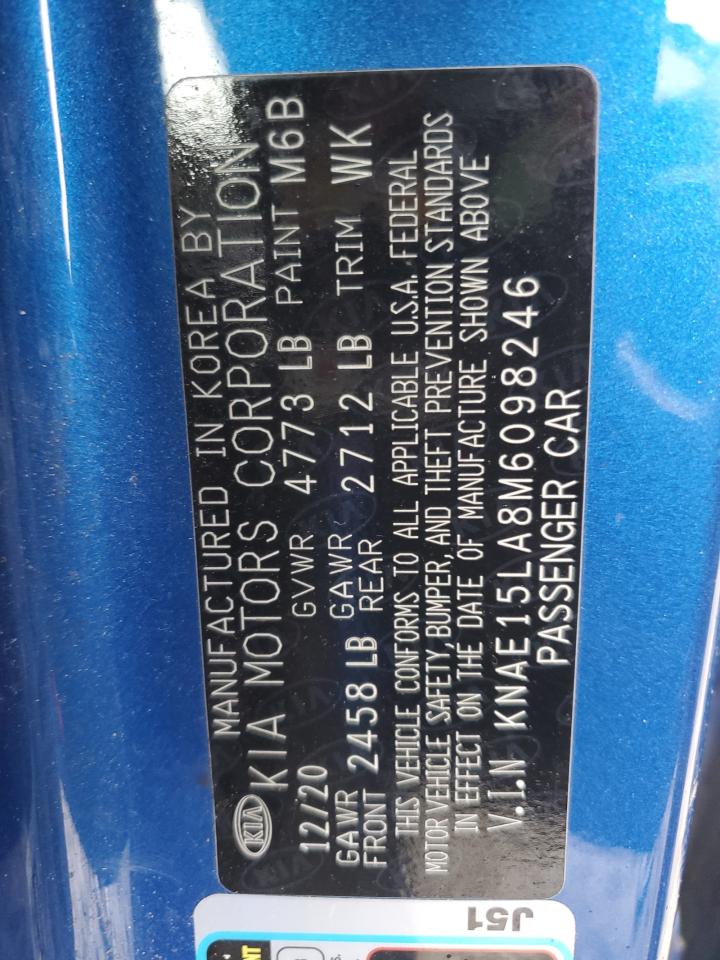 MANUFACTURED IN KOREA BY
KIA KIA MOTORS CORPORATION
12/20 GVWR 4773 LB PAINT M6B
GAWR FRONT 2458 LB GAWR REAR 2712 LB TRIM WK
THIS VEHICLE CONFORMS TO ALL APPLICABLE U.S.A. FEDERAL
MOTOR VEHICLE SAFETY, BUMPER, AND THEFT PREVENTION STANDARDS
IN EFFECT ON THE DATE OF MANUFACTURE SHOWN ABOVE
V.I.N KNAE15LA8M6098246
PASSENGER CAR
J51